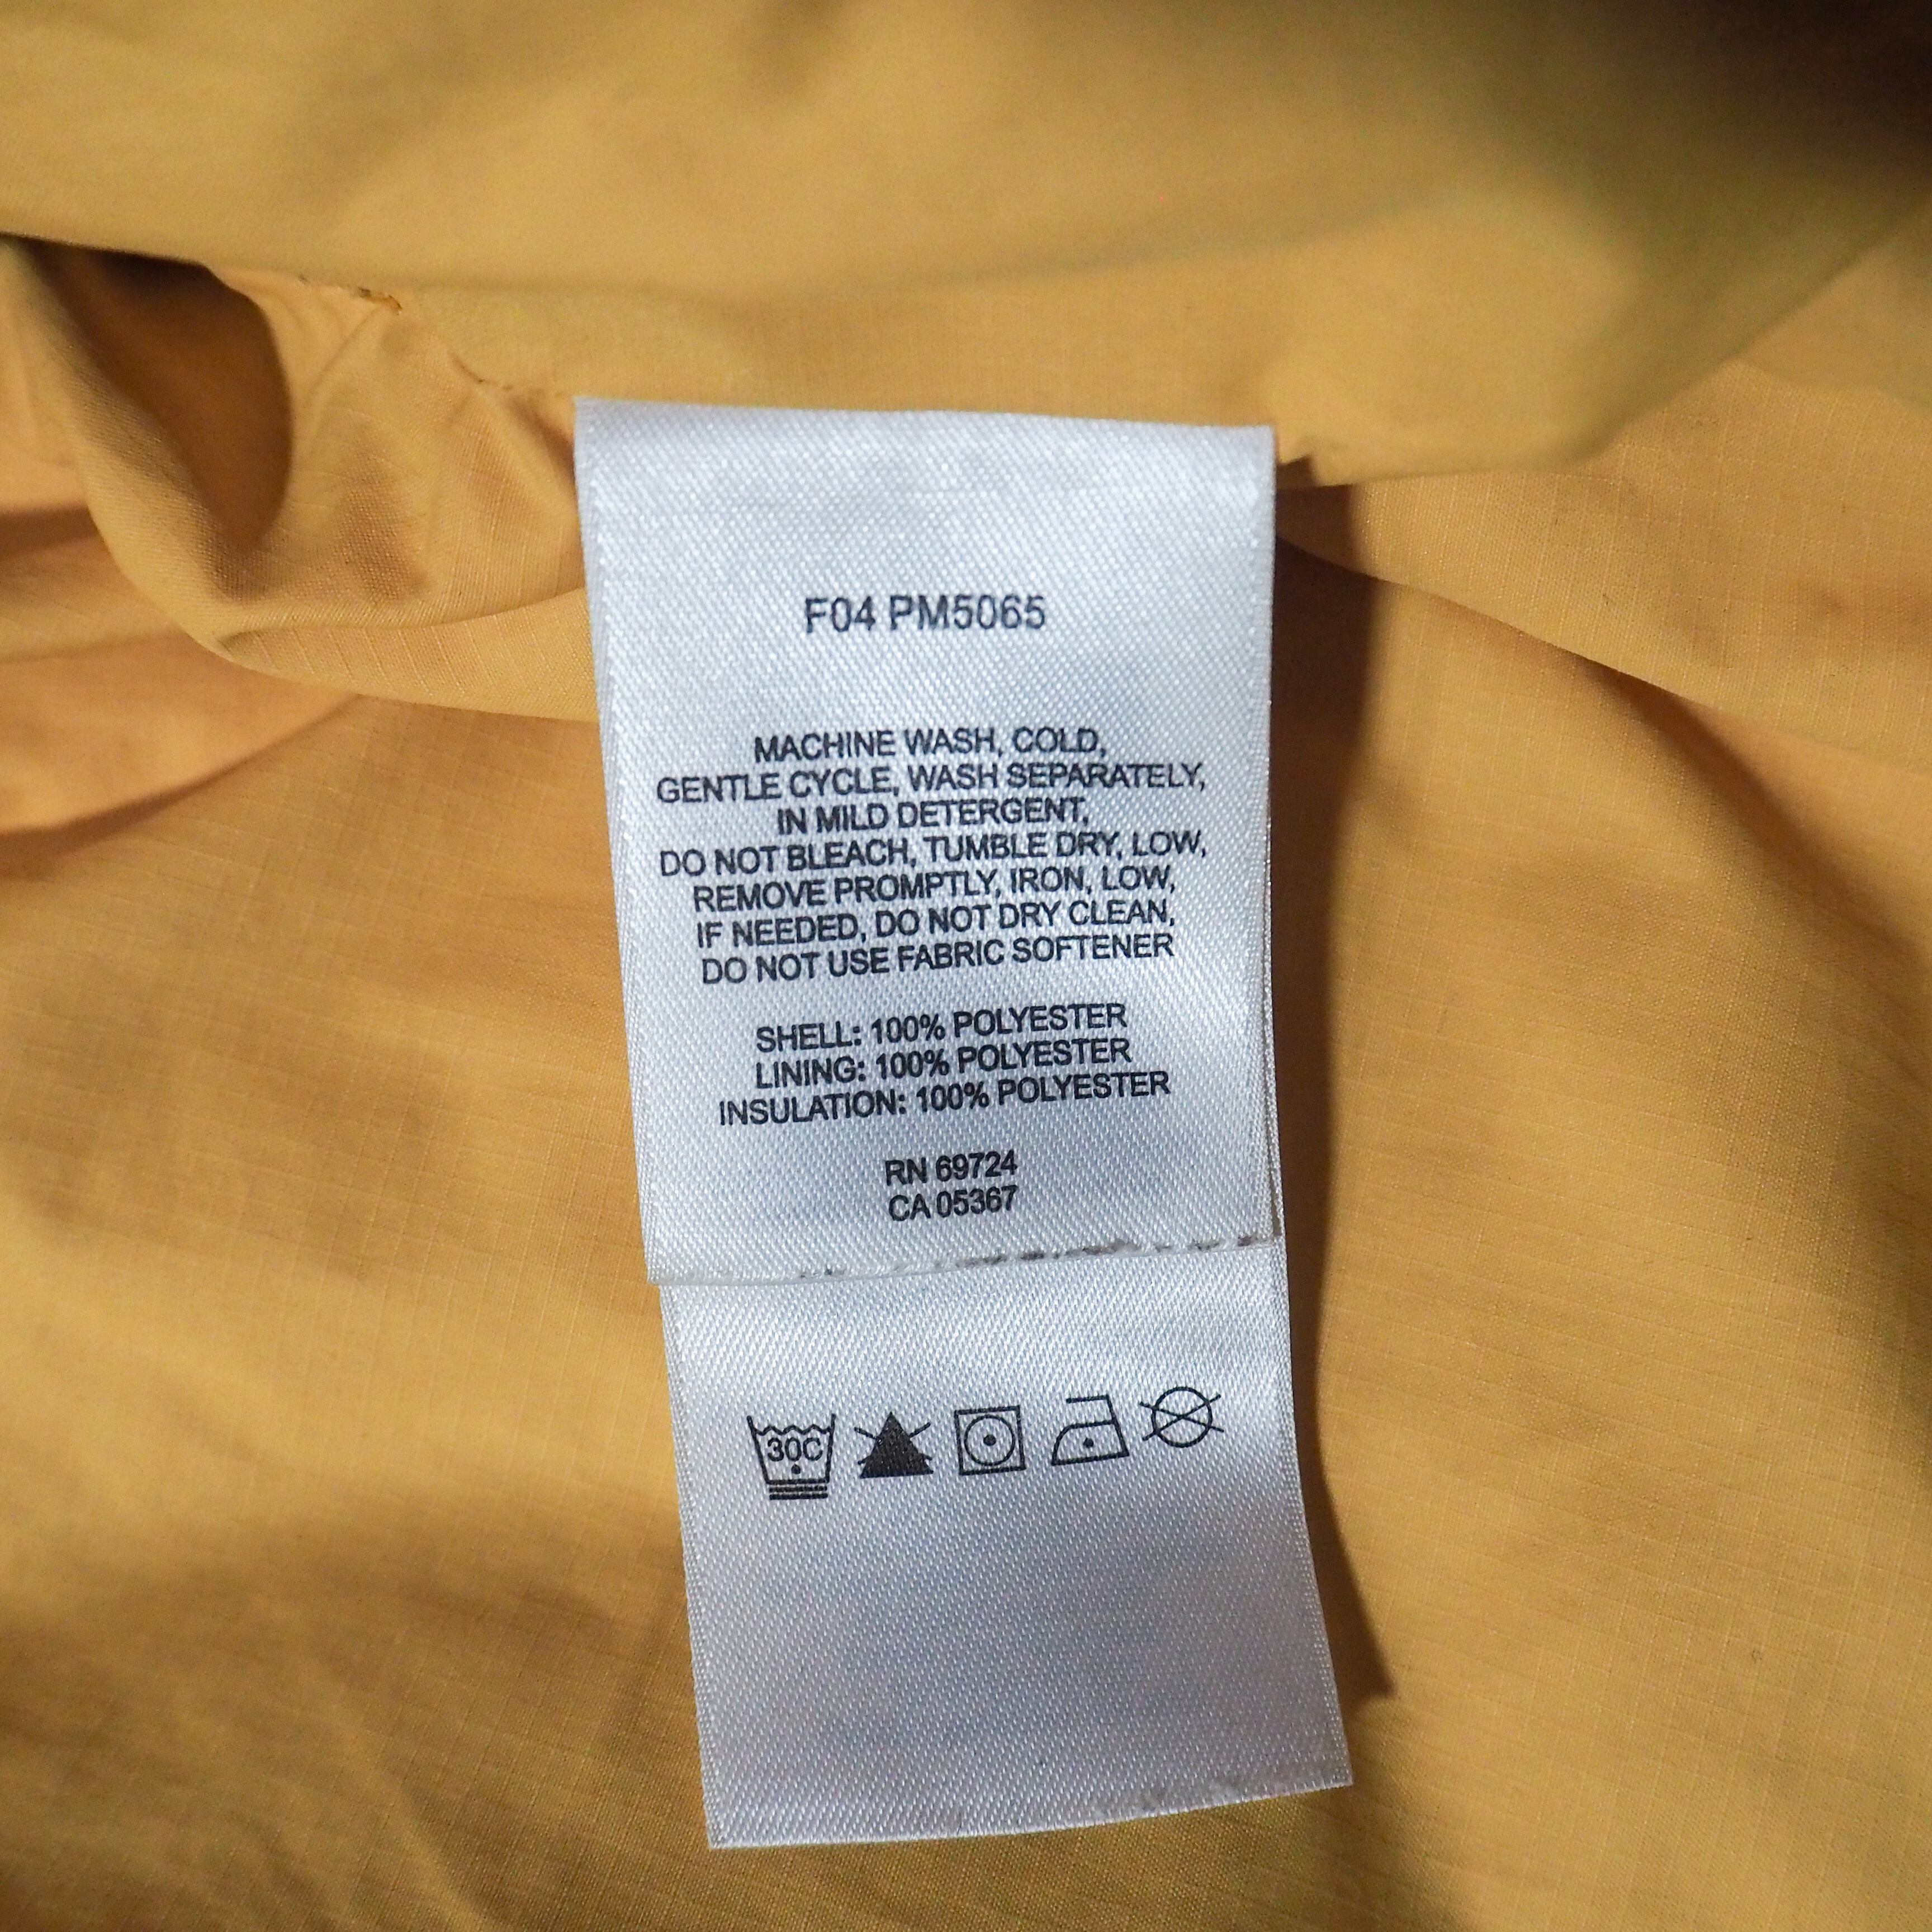 F04 PM5065
MACHINE WASH, COLD,
GENTLE CYCLE, WASH SEPARATELY,
IN MILD DETERGENT,
DO NOT BLEACH, TUMBLE DRY, LOW,
REMOVE PROMPTLY, IRON, LOW,
IF NEEDED, DO NOT DRY CLEAN,
DO NOT USE FABRIC SOFTENER
SHELL: 100% POLYESTER
LINING: 100% POLYESTER
INSULATION: 100% POLYESTER
RN 69724
CA 05367
30C